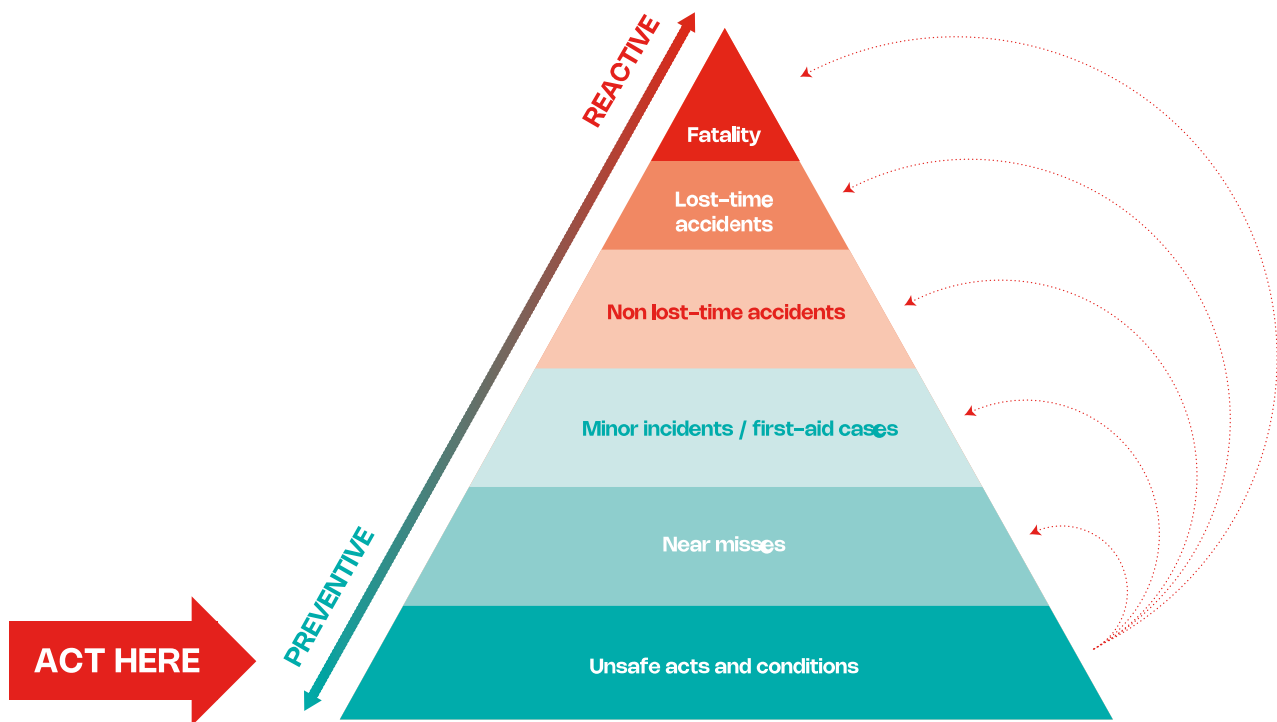 REACTIVE
Fatality
Lost-time
accidents
Non lost-time accidents
Minor incidents / first-aid cases
Near misses
PREVENTIVE
ACT HERE
Unsafe acts and conditions